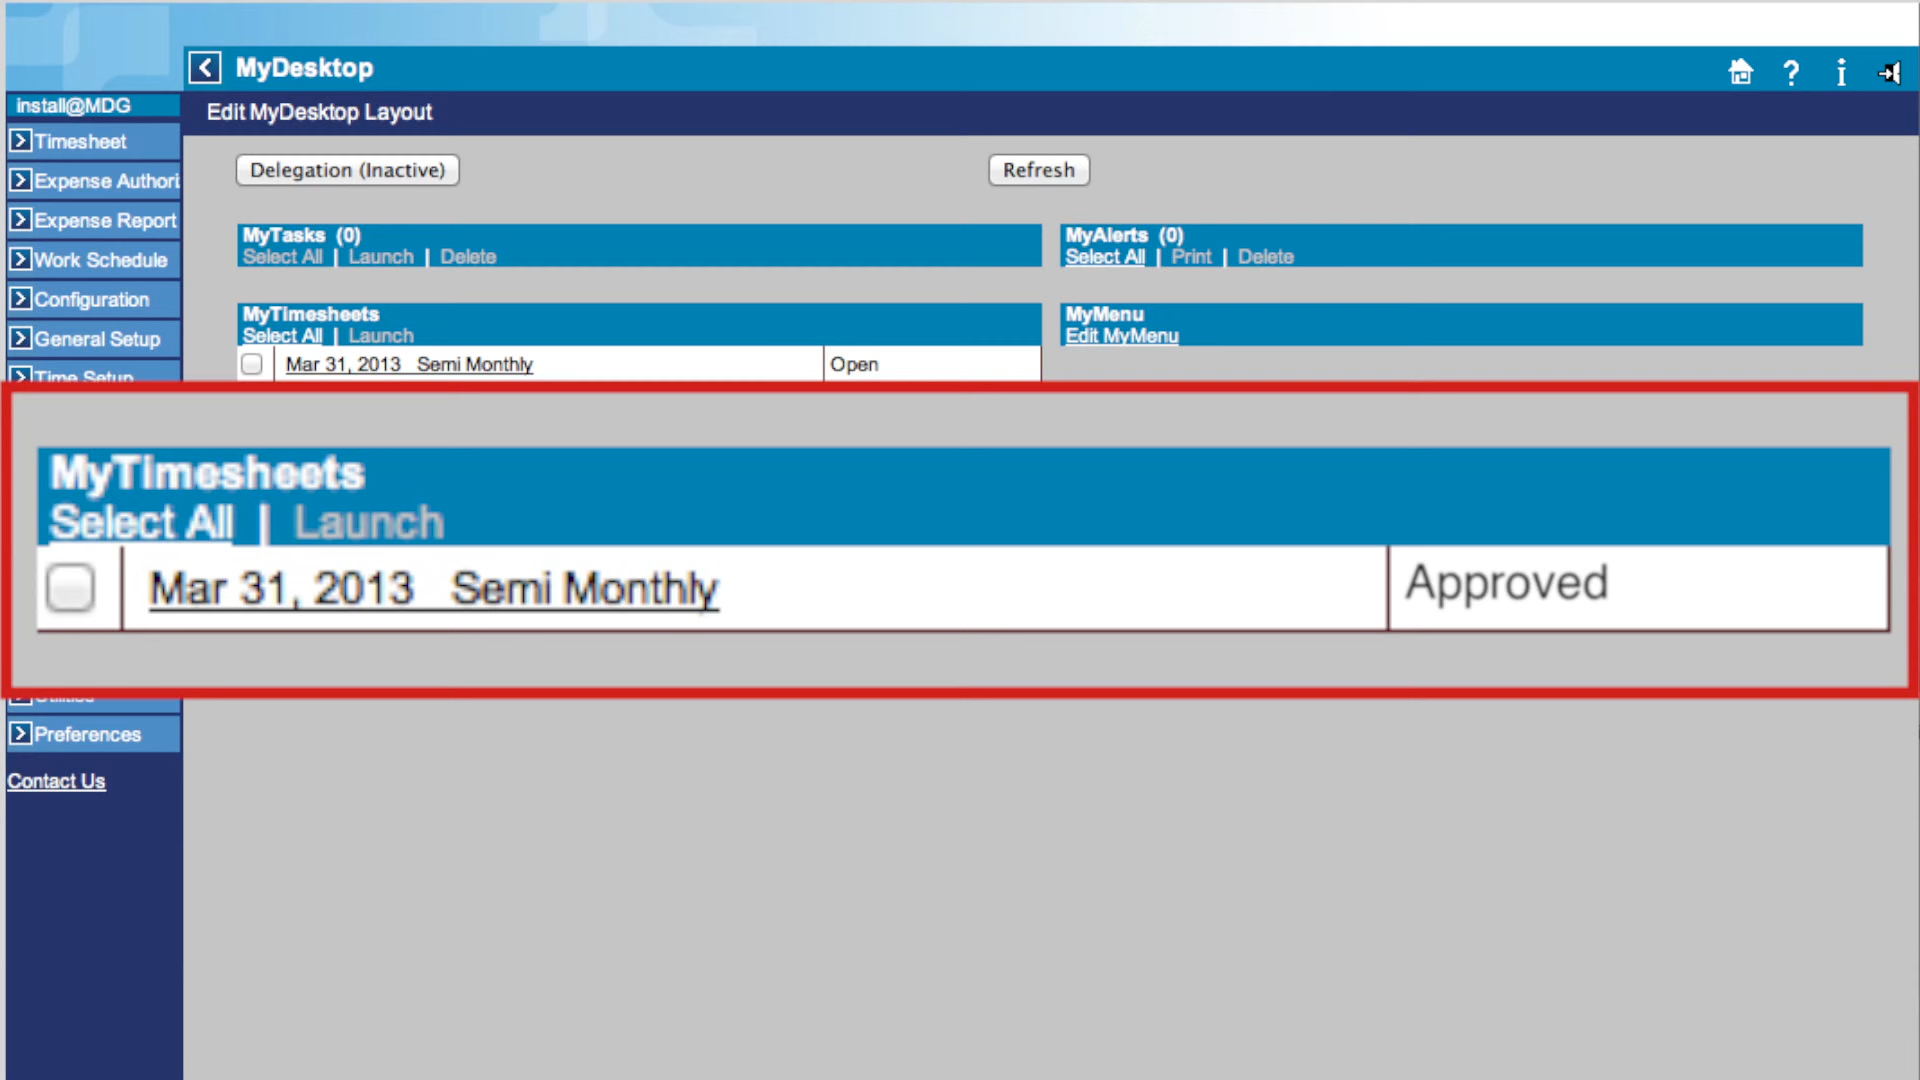 MyDesktop
install@MDG
Edit MyDesktop Layout
Timesheet
Expense Authori
Expense Report
Work Schedule
Configuration
General Setup
Time Setup
Delegation (Inactive)
Refresh
MyTasks (0)
Select All | Launch | Delete
MyAlerts (0)
Select All | Print | Delete
MyTimesheets
Select All | Launch
Mar 31, 2013 Semi Monthly Open
MyMenu
Edit MyMenu
MyTimesheets
Select All | Launch
Mar 31, 2013 Semi Monthly Approved
Utilities
Preferences
Contact Us